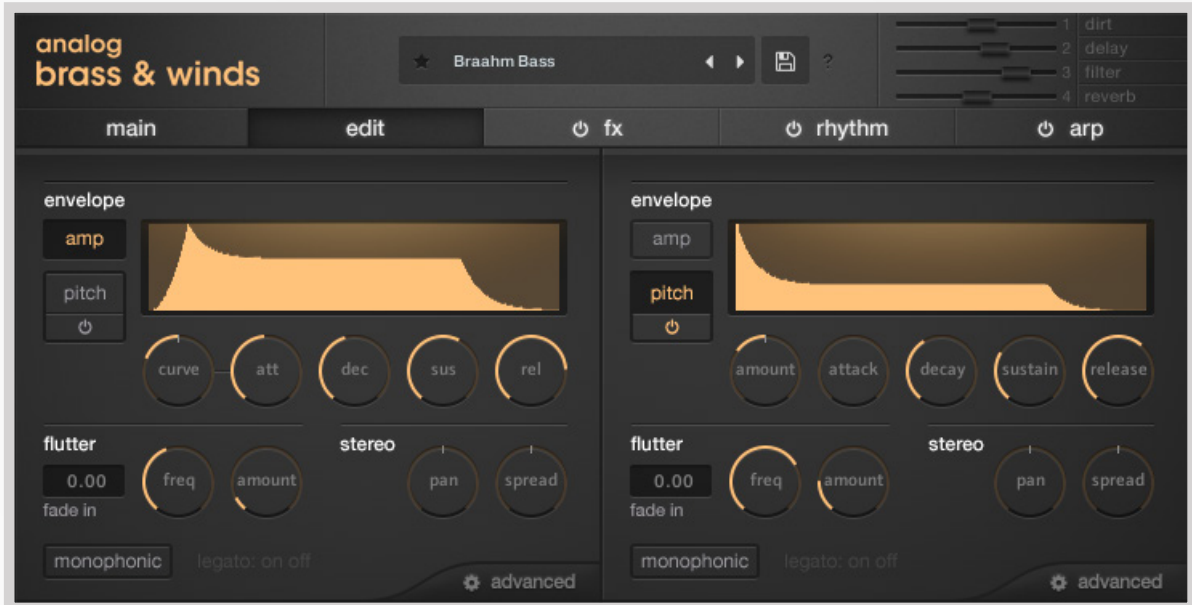 analog
brass & winds
Braahm Bass
?
1 dirt
2 delay
3 filter
4 reverb
main
edit
fx
rhythm
arp
envelope
amp
pitch
curve att dec sus rel
flutter
0.00
fade in
freq amount
stereo
pan spread
monophonic legato: on off
advanced
envelope
amp
pitch
amount attack decay sustain release
flutter
0.00
fade in
freq amount
stereo
pan spread
monophonic legato: on off
advanced